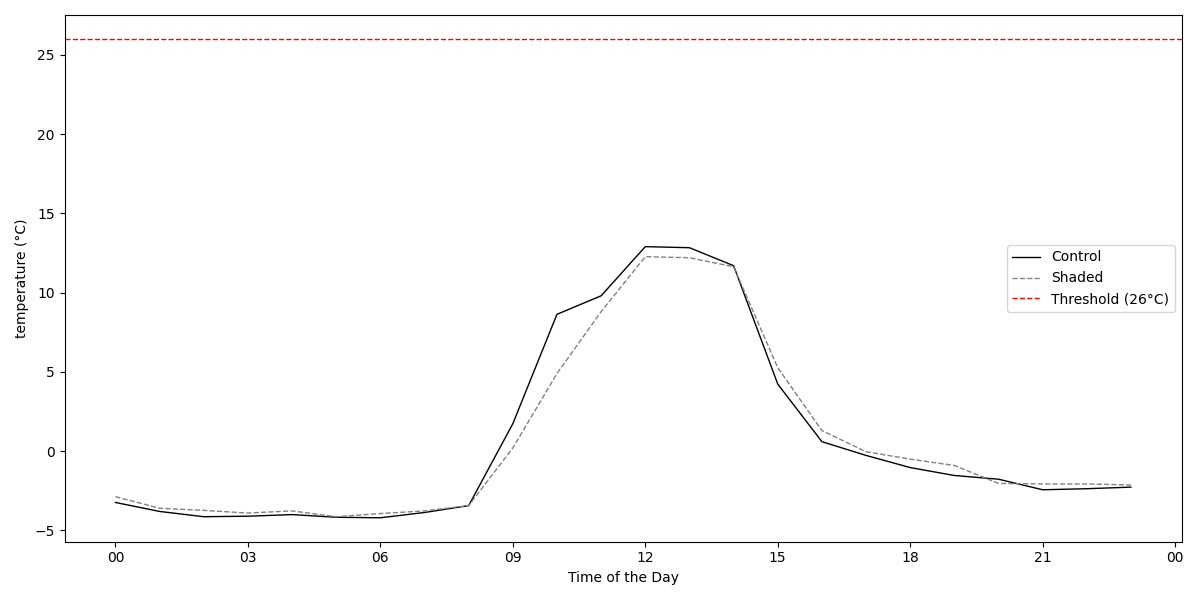 25
20
15
10
5
0
−5
temperature (°C)
Control
Shaded
Threshold (26°C)
00 03 06 09 12 15 18 21 00
Time of the Day